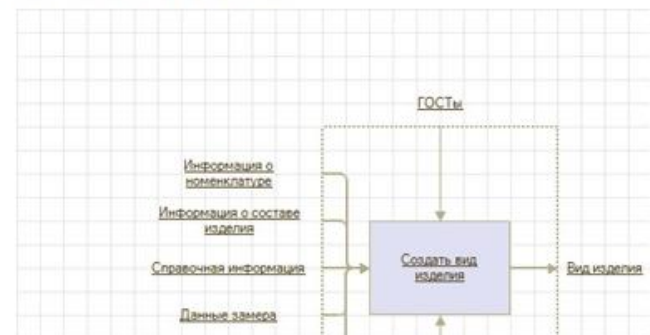 ГОСТы
Информация о
номенклатуре
Информация о составе
изделия
Справочная информация
Создать вид
изделия
Вид изделия
Данные замера